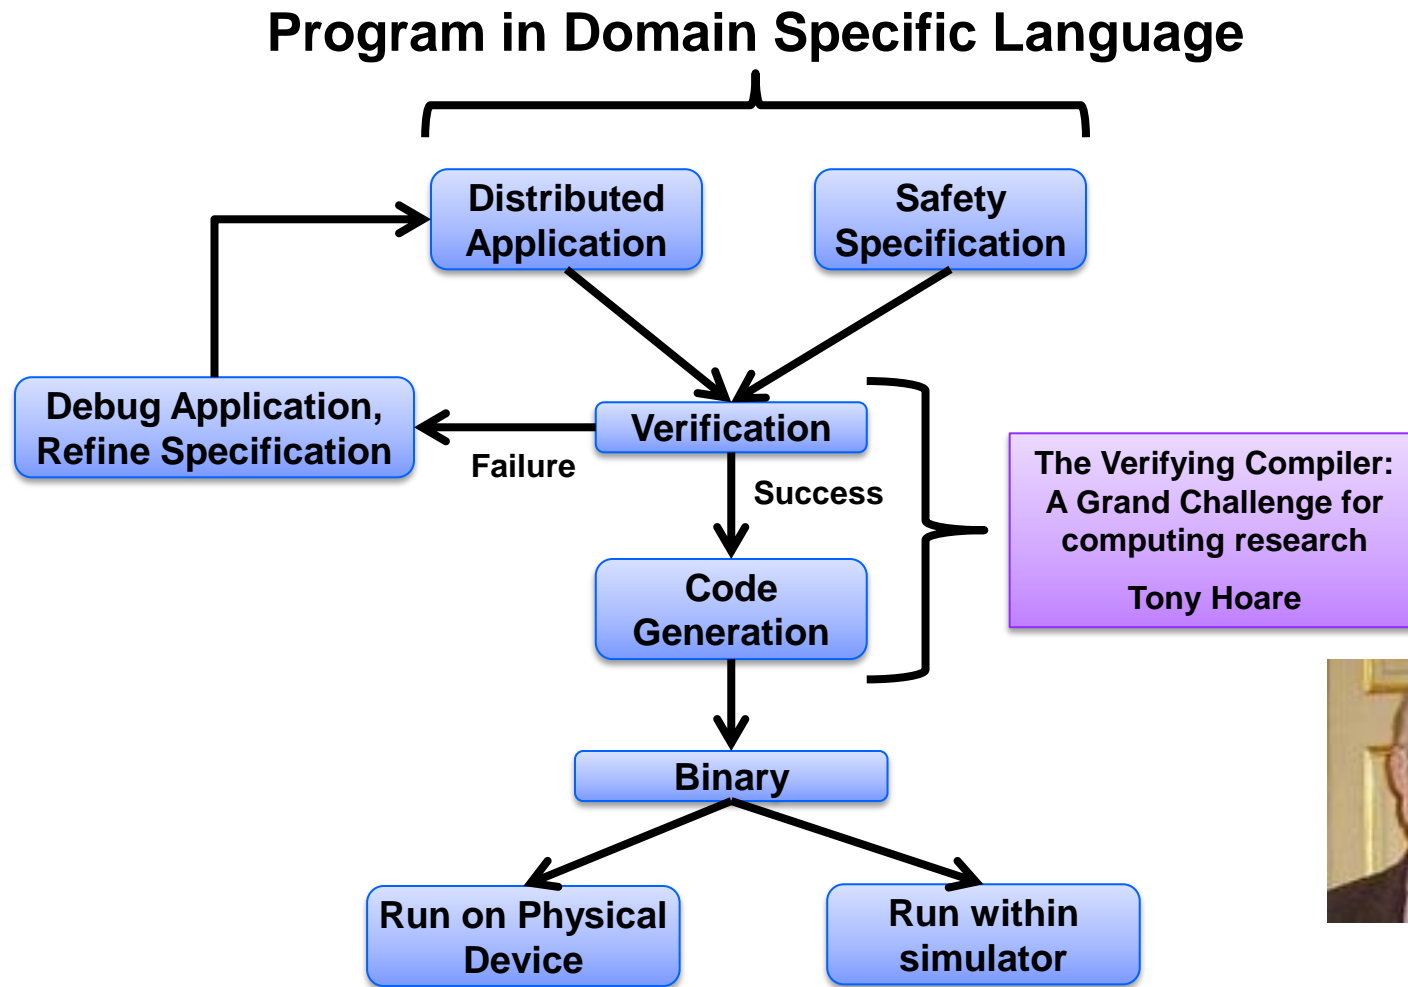 Program in Domain Specific Language
Distributed
Application
Safety
Specification
Debug Application,
Refine Specification
Verification
Failure
Success
The Verifying Compiler:
A Grand Challenge for
computing research
Tony Hoare
Code
Generation
Binary
Run on Physical
Device
Run within
simulator